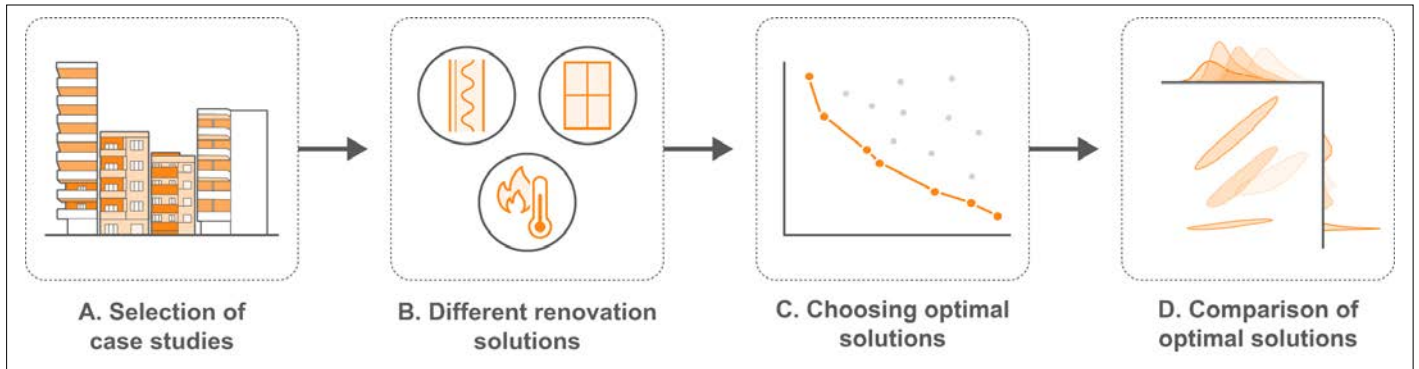 A. Selection of
case studies
B. Different renovation
solutions
C. Choosing optimal
solutions
D. Comparison of
optimal solutions